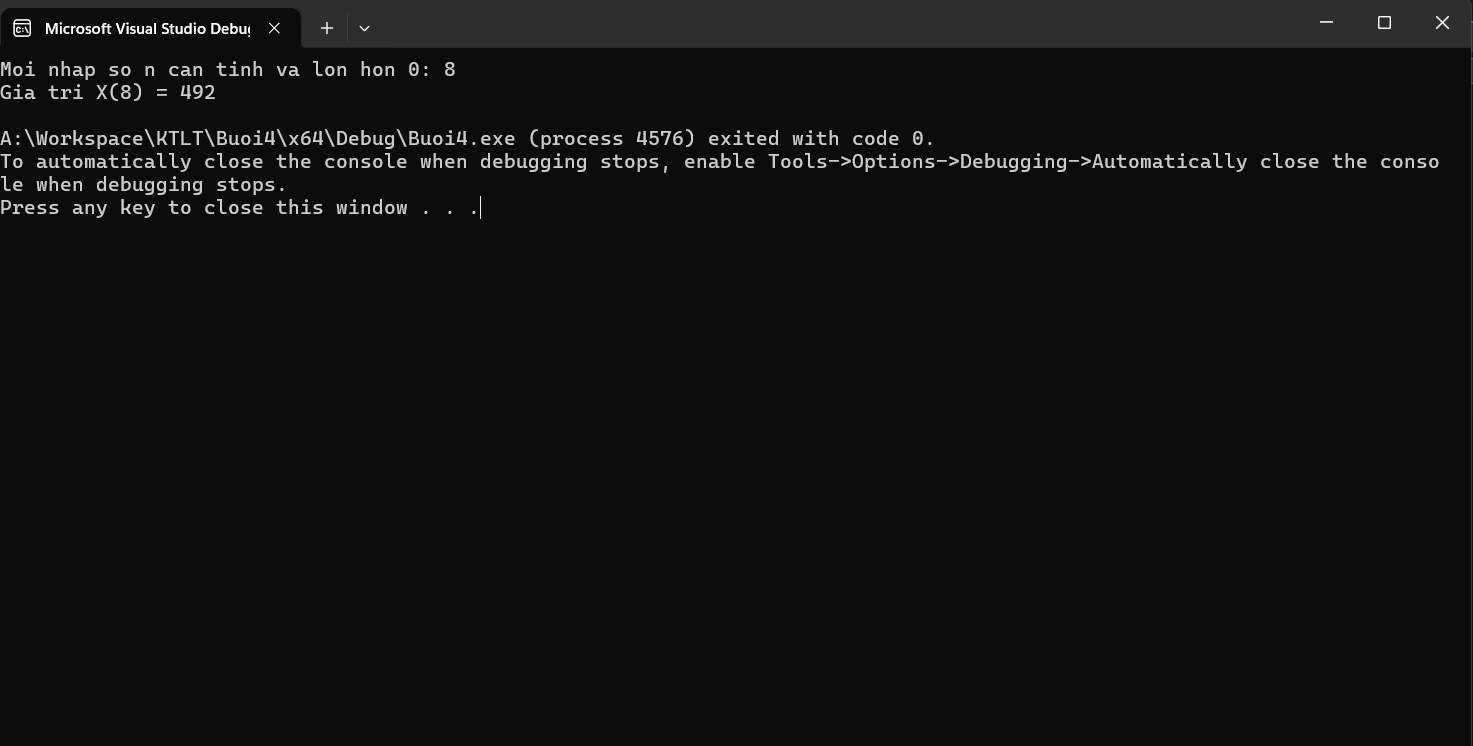 Microsoft Visual Studio Debu
Moi nhap so n can tinh va lon hon 0: 8
Gia tri X(8) = 492
A:\Workspace\KTLT\Buoi4\x64\Debug\Buoi4.exe (process 4576) exited with code 0.
To automatically close the console when debugging stops, enable Tools->Options->Debugging->Automatically close the conso
le when debugging stops.
Press any key to close this window . . .